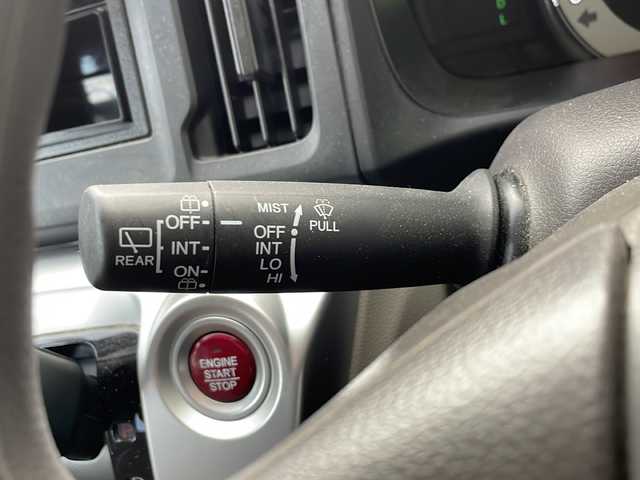 REAR
OFF
INT
ON
MIST
OFF
INT
LO
HI
PULL
ENGINE
START
STOP